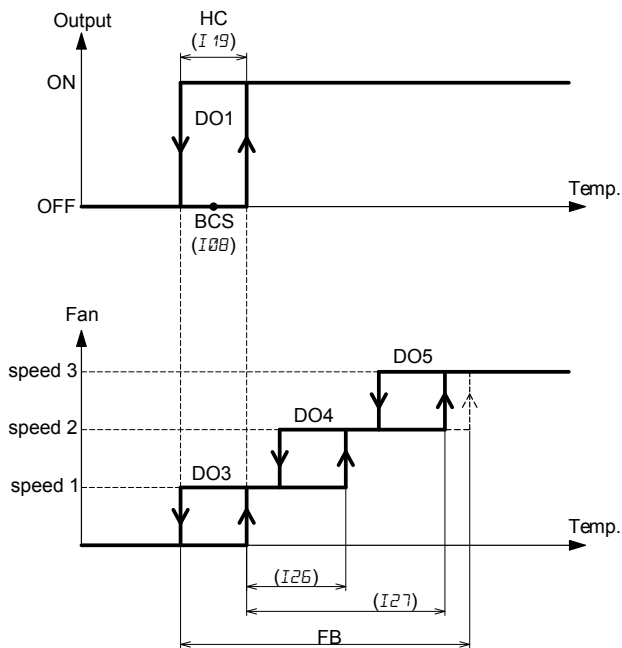 Output
HC
(I19)
ON
DO1
OFF
Temp.
BCS
(I08)
Fan
speed 3
DO5
speed 2
DO4
speed 1
DO3
Temp.
(I26)
(I27)
FB